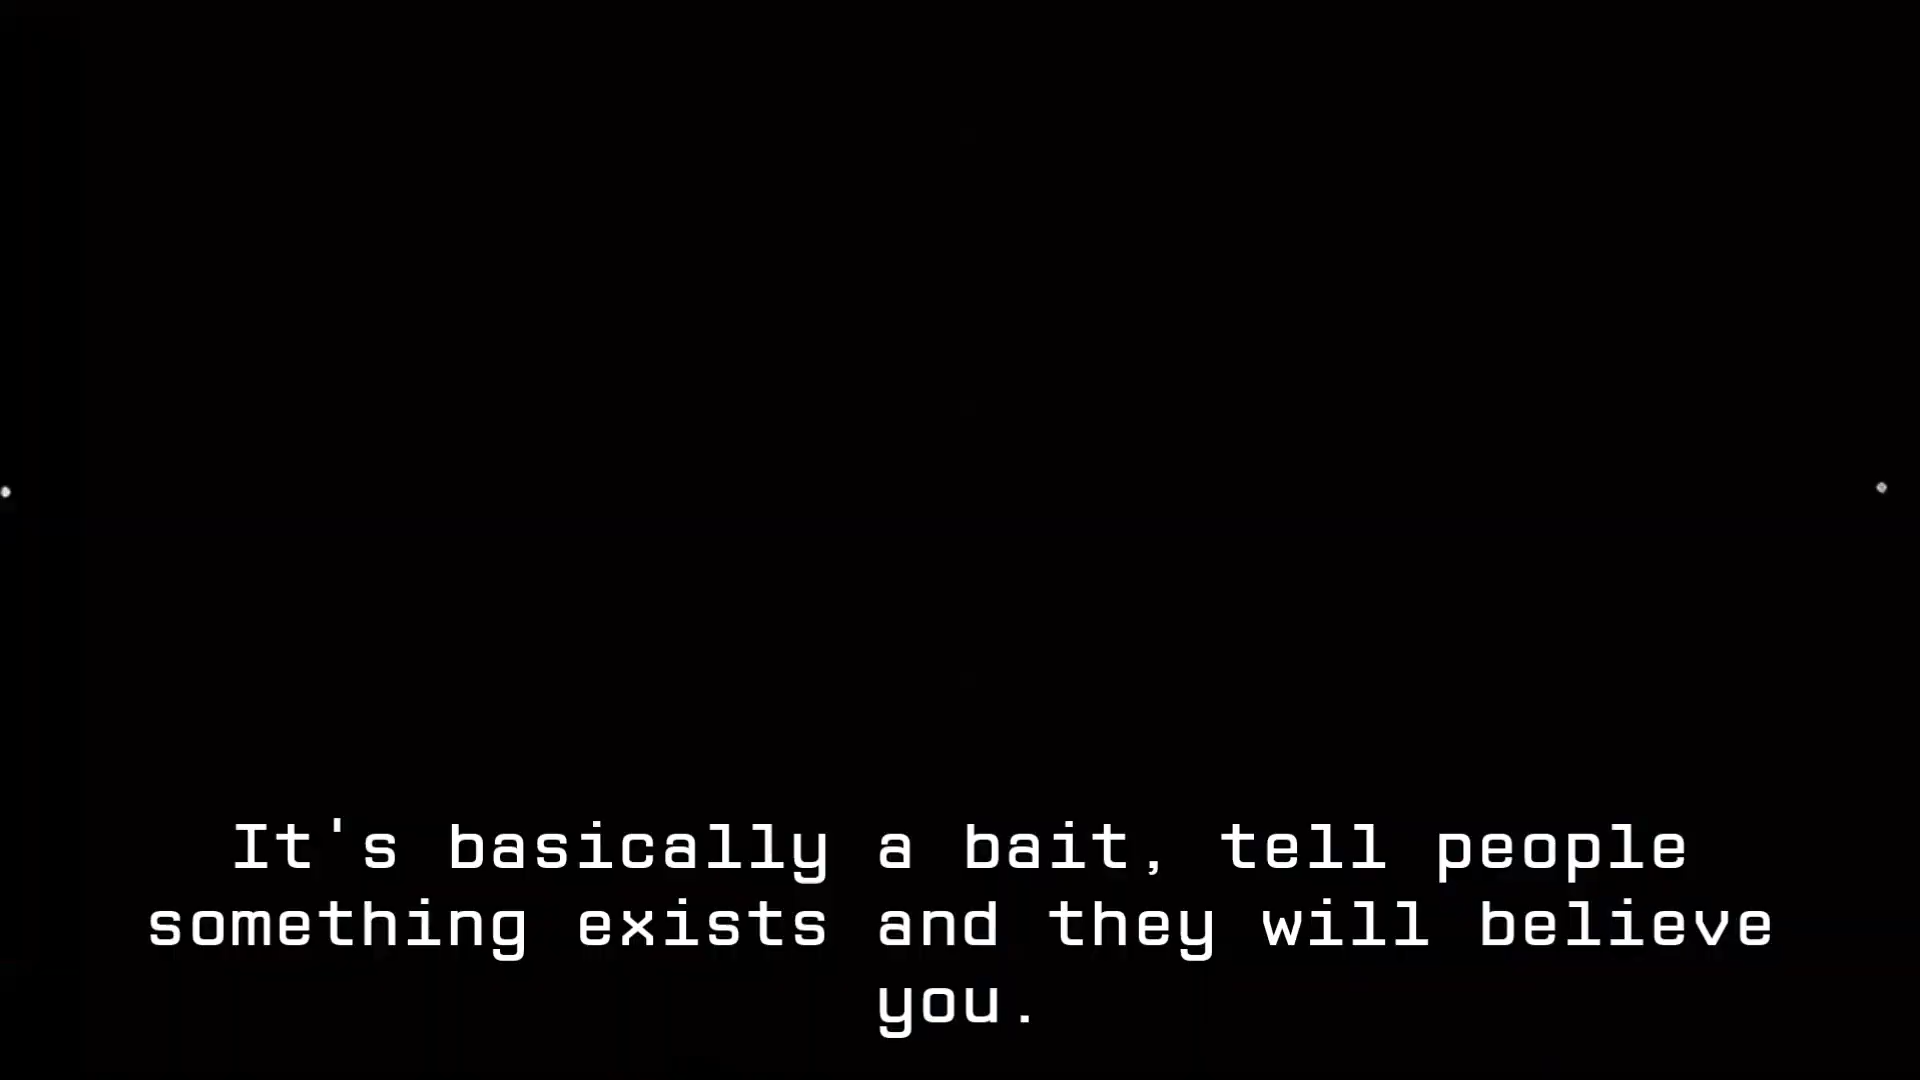 It's basically a bait, tell people
something exists and they will believe
you.